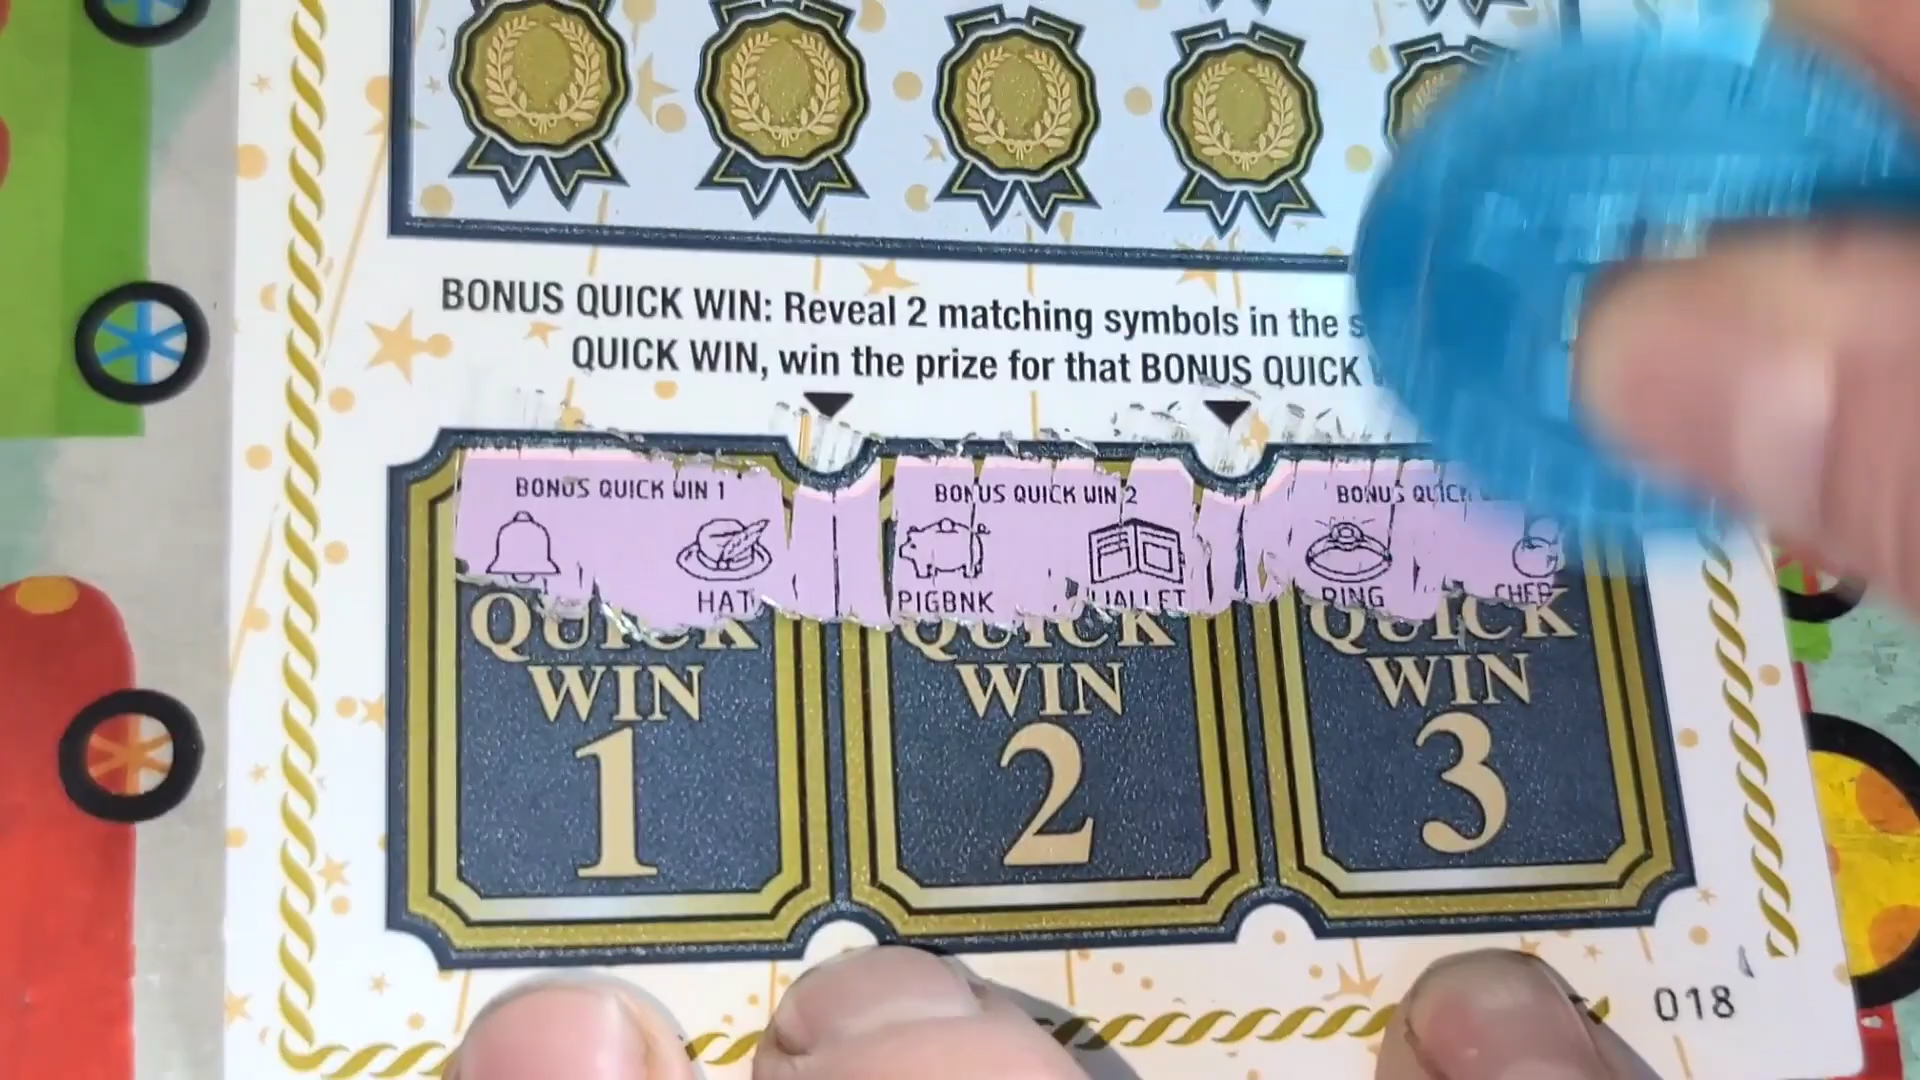 BONUS QUICK WIN: Reveal 2 matching symbols in the
QUICK WIN, win the prize for that BONUS QUICK
BONUS QUICK WIN 1
BONUS QUICK WIN 2
BONUS QUICK
HAT
PIGBNK
WALLET
RING
QUICK
WIN
1
QUICK
WIN
2
QUICK
WIN
3
018